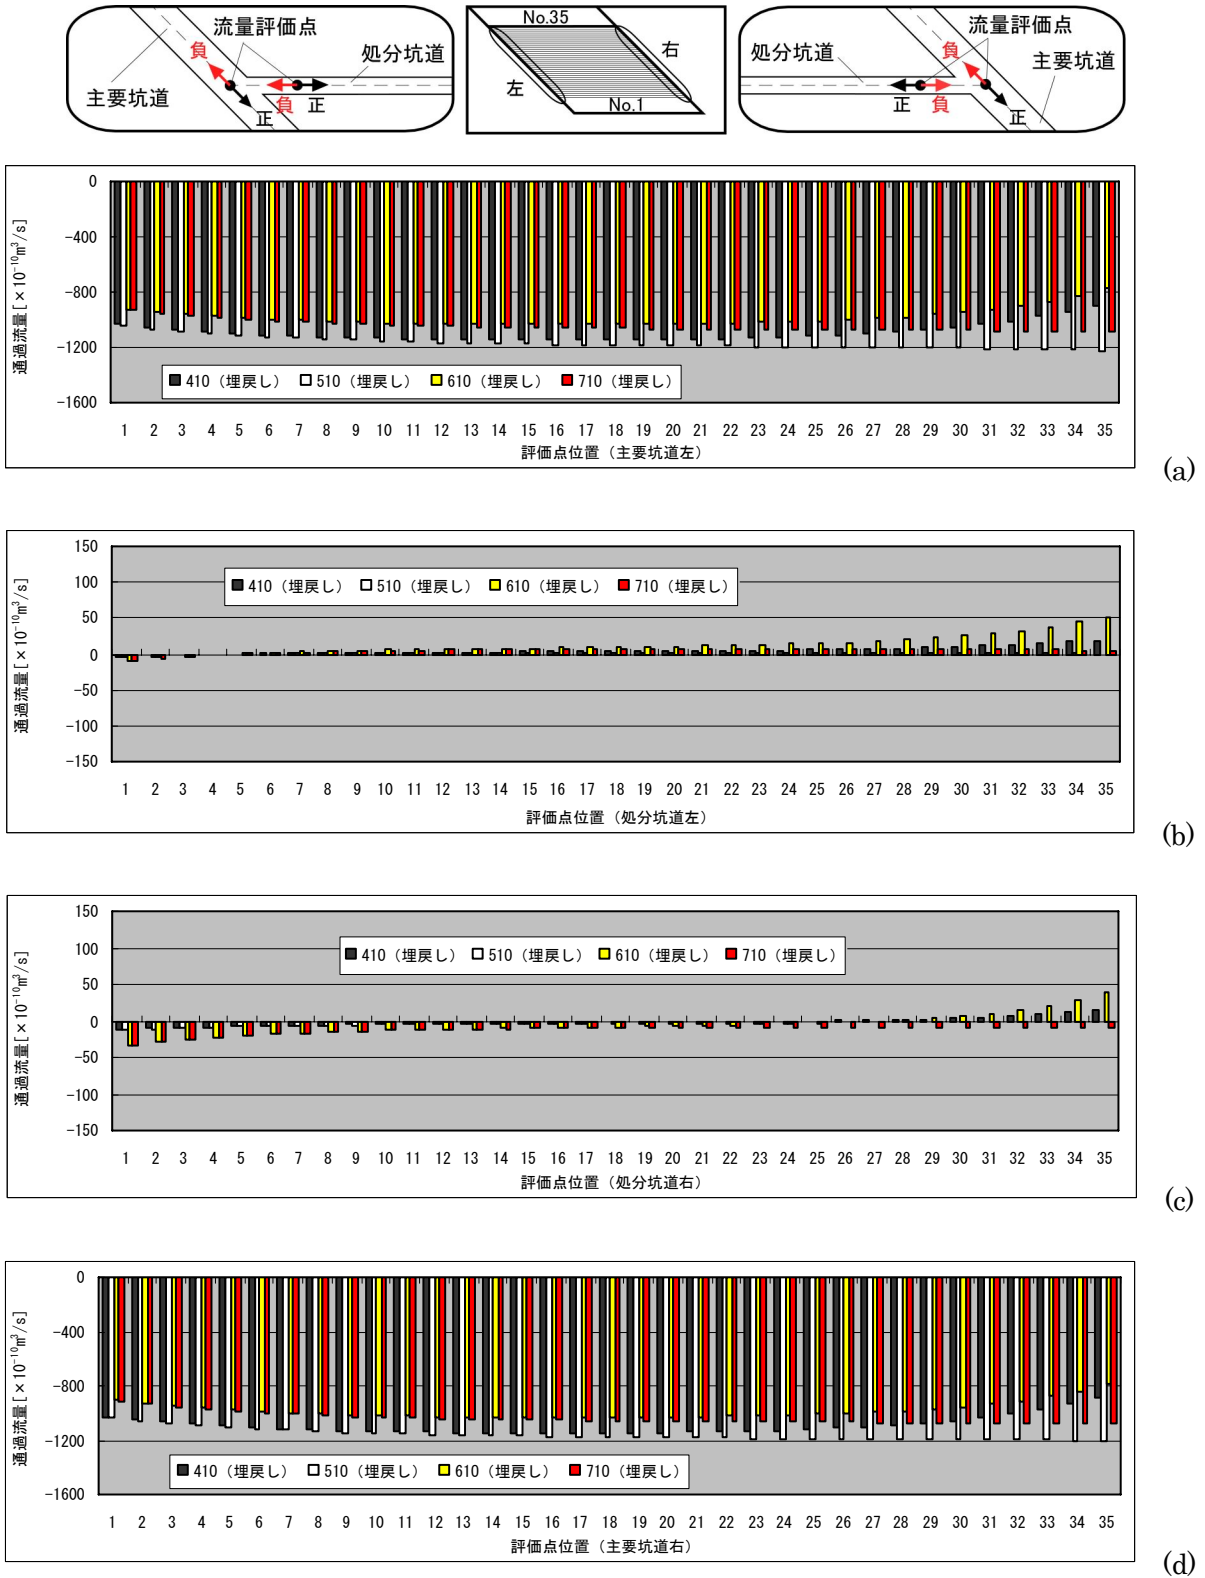 流量評価点
処分坑道
主要坑道
負
正
負
正
No.35
右
左
No.1
流量評価点
処分坑道
主要坑道
負
正
負
正
通過流量[×10⁻¹⁰m³/s]
0
-400
-800
-1200
-1600
410（埋戻し） 510（埋戻し） 610（埋戻し） 710（埋戻し）
1 2 3 4 5 6 7 8 9 10 11 12 13 14 15 16 17 18 19 20 21 22 23 24 25 26 27 28 29 30 31 32 33 34 35
評価点位置（主要坑道左）
(a)
通過流量[×10⁻¹⁰m³/s]
150
100
50
0
-50
-100
-150
410（埋戻し） 510（埋戻し） 610（埋戻し） 710（埋戻し）
1 2 3 4 5 6 7 8 9 10 11 12 13 14 15 16 17 18 19 20 21 22 23 24 25 26 27 28 29 30 31 32 33 34 35
評価点位置（処分坑道左）
(b)
通過流量[×10⁻¹⁰m³/s]
150
100
50
0
-50
-100
-150
410（埋戻し） 510（埋戻し） 610（埋戻し） 710（埋戻し）
1 2 3 4 5 6 7 8 9 10 11 12 13 14 15 16 17 18 19 20 21 22 23 24 25 26 27 28 29 30 31 32 33 34 35
評価点位置（処分坑道右）
(c)
通過流量[×10⁻¹⁰m³/s]
0
-400
-800
-1200
-1600
410（埋戻し） 510（埋戻し） 610（埋戻し） 710（埋戻し）
1 2 3 4 5 6 7 8 9 10 11 12 13 14 15 16 17 18 19 20 21 22 23 24 25 26 27 28 29 30 31 32 33 34 35
評価点位置（主要坑道右）
(d)